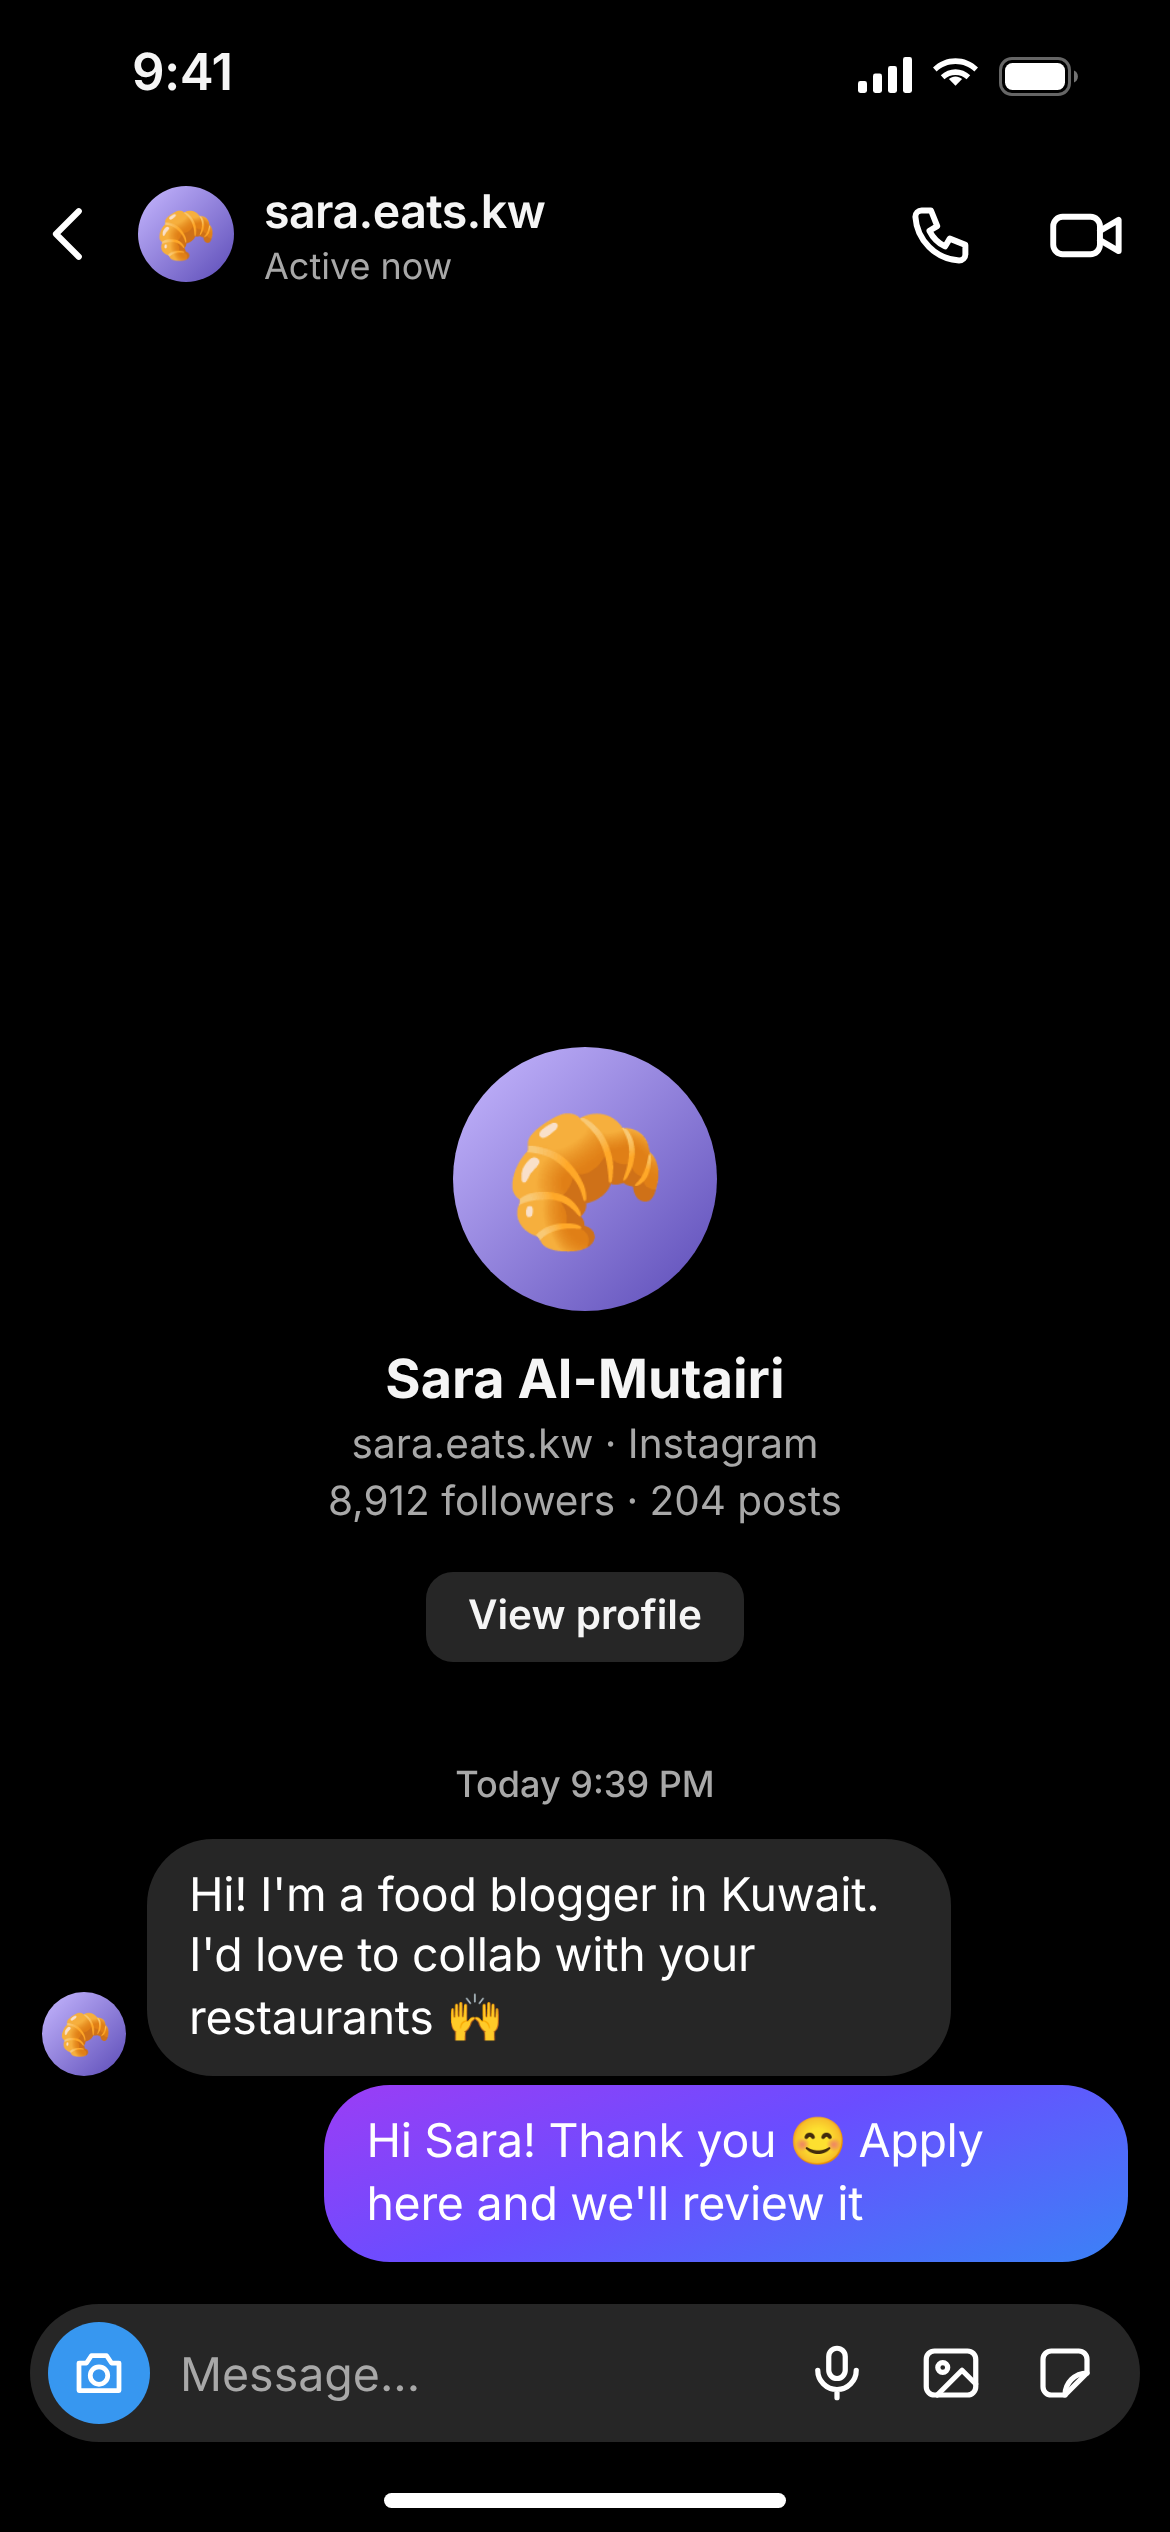 9:41
sara.eats.kw
Active now
Sara Al-Mutairi
sara.eats.kw · Instagram
8,912 followers · 204 posts
View profile
Today 9:39 PM
Hi! I'm a food blogger in Kuwait.
I'd love to collab with your
restaurants 🙌
Hi Sara! Thank you 😊 Apply
here and we'll review it
Message...